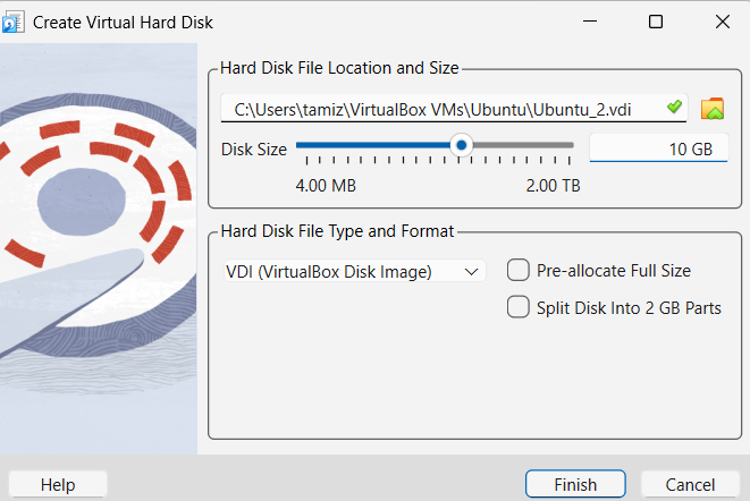 Create Virtual Hard Disk
Hard Disk File Location and Size
C:\Users\tamiz\VirtualBox VMs\Ubuntu\Ubuntu_2.vdi
Disk Size
10 GB
4.00 MB 2.00 TB
Hard Disk File Type and Format
VDI (VirtualBox Disk Image)
Pre-allocate Full Size
Split Disk Into 2 GB Parts
Help Finish Cancel